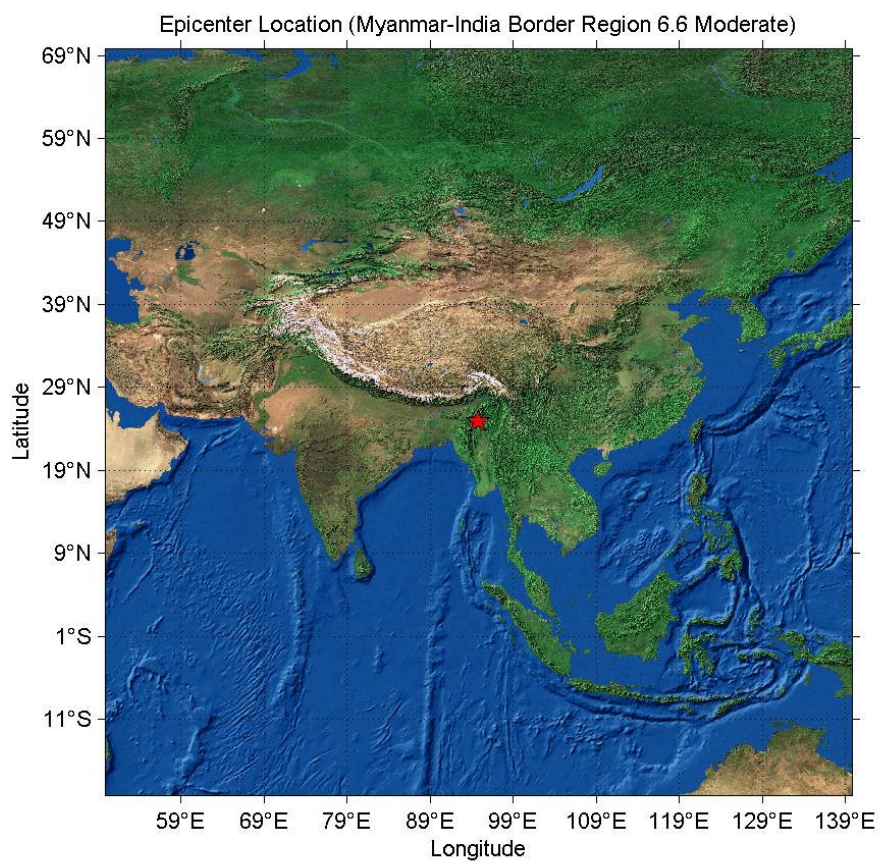 Epicenter Location (Myanmar-India Border Region 6.6 Moderate)
69°N
59°N
49°N
39°N
29°N
19°N
9°N
1°S
11°S
Latitude
59°E 69°E 79°E 89°E 99°E 109°E 119°E 129°E 139°E
Longitude